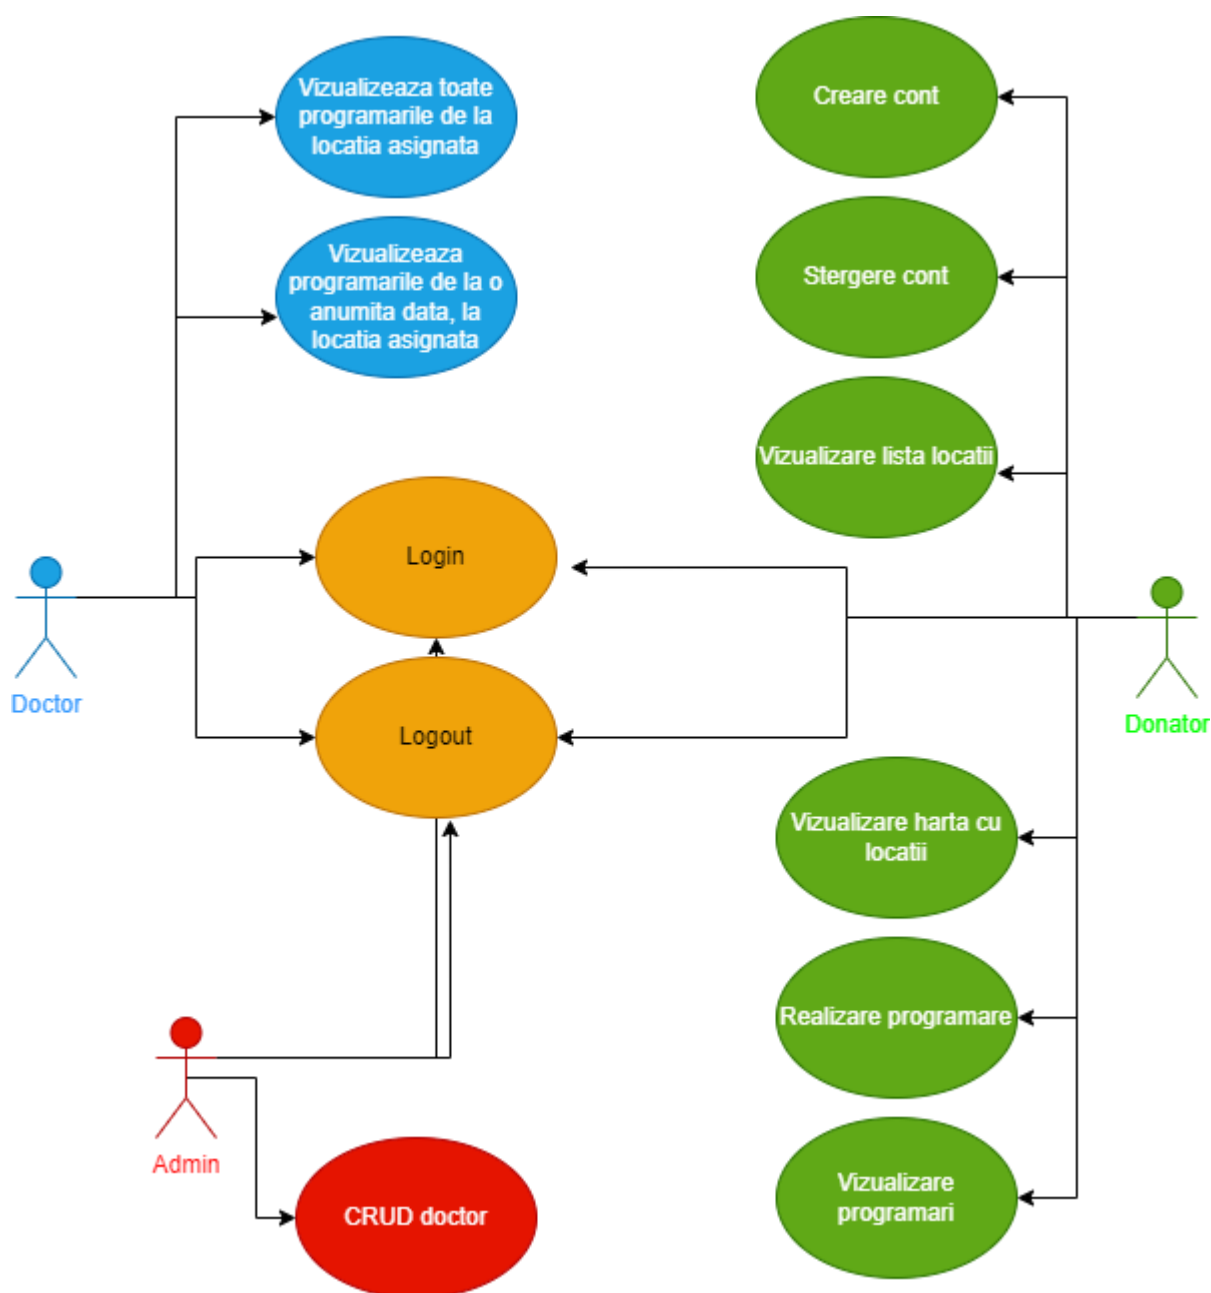 Vizualizeaza toate
programarile de la
locatia asignata
Vizualizeaza
programarile de la o
anumita data, la
locatia asignata
Creare cont
Stergere cont
Vizualizare lista locatii
Login
Logout
Doctor
Donator
Vizualizare harta cu
locatii
Realizare programare
Vizualizare
programari
Admin
CRUD doctor